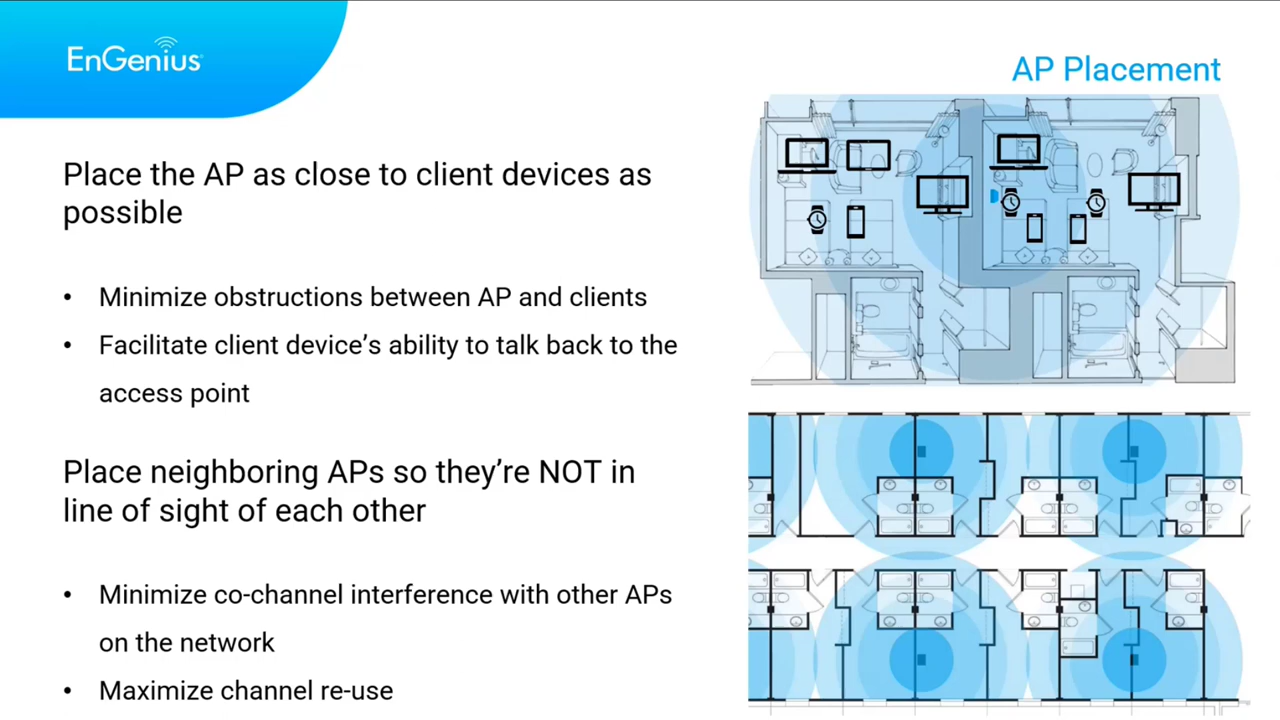 EnGenius
AP Placement
Place the AP as close to client devices as
possible
• Minimize obstructions between AP and clients
• Facilitate client device’s ability to talk back to the
access point
Place neighboring APs so they’re NOT in
line of sight of each other
• Minimize co-channel interference with other APs
on the network
• Maximize channel re-use